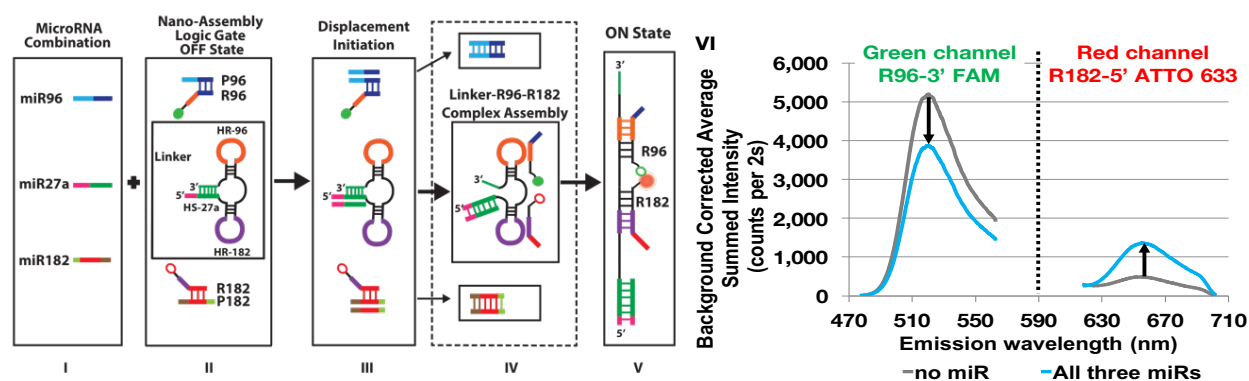 MicroRNA
Combination
miR96
miR27a
miR182
I
Nano-Assembly
Logic Gate
OFF State
P96
R96
HR-96
Linker
3'
5'
HS-27a
HR-182
R182
P182
II
Displacement
Initiation
3'
5'
III
Linker-R96-R182
Complex Assembly
3'
5'
IV
ON State
3'
R96
R182
5'
V
VI
Green channel
R96-3' FAM
Red channel
R182-5' ATTO 633
Background Corrected Average
Summed Intensity
(counts per 2s)
6,000
5,000
4,000
3,000
2,000
1,000
0
470 510 550 590 630 670 710
Emission wavelength (nm)
no miR All three miRs